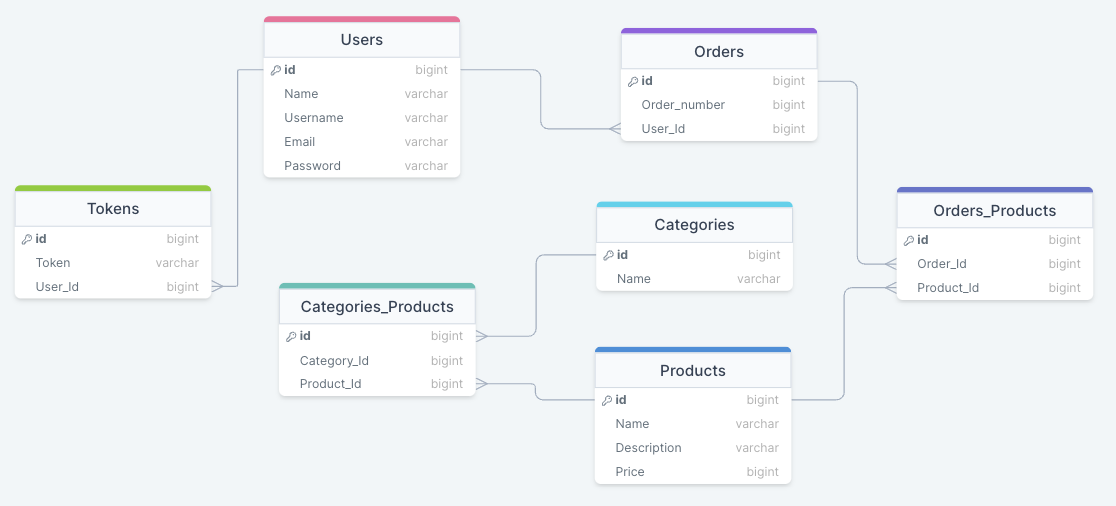 Users
id bigint
Name varchar
Username varchar
Email varchar
Password varchar
Orders
id bigint
Order_number bigint
User_Id bigint
Tokens
id bigint
Token varchar
User_Id bigint
Categories
id bigint
Name varchar
Orders_Products
id bigint
Order_Id bigint
Product_Id bigint
Categories_Products
id bigint
Category_Id bigint
Product_Id bigint
Products
id bigint
Name varchar
Description varchar
Price bigint